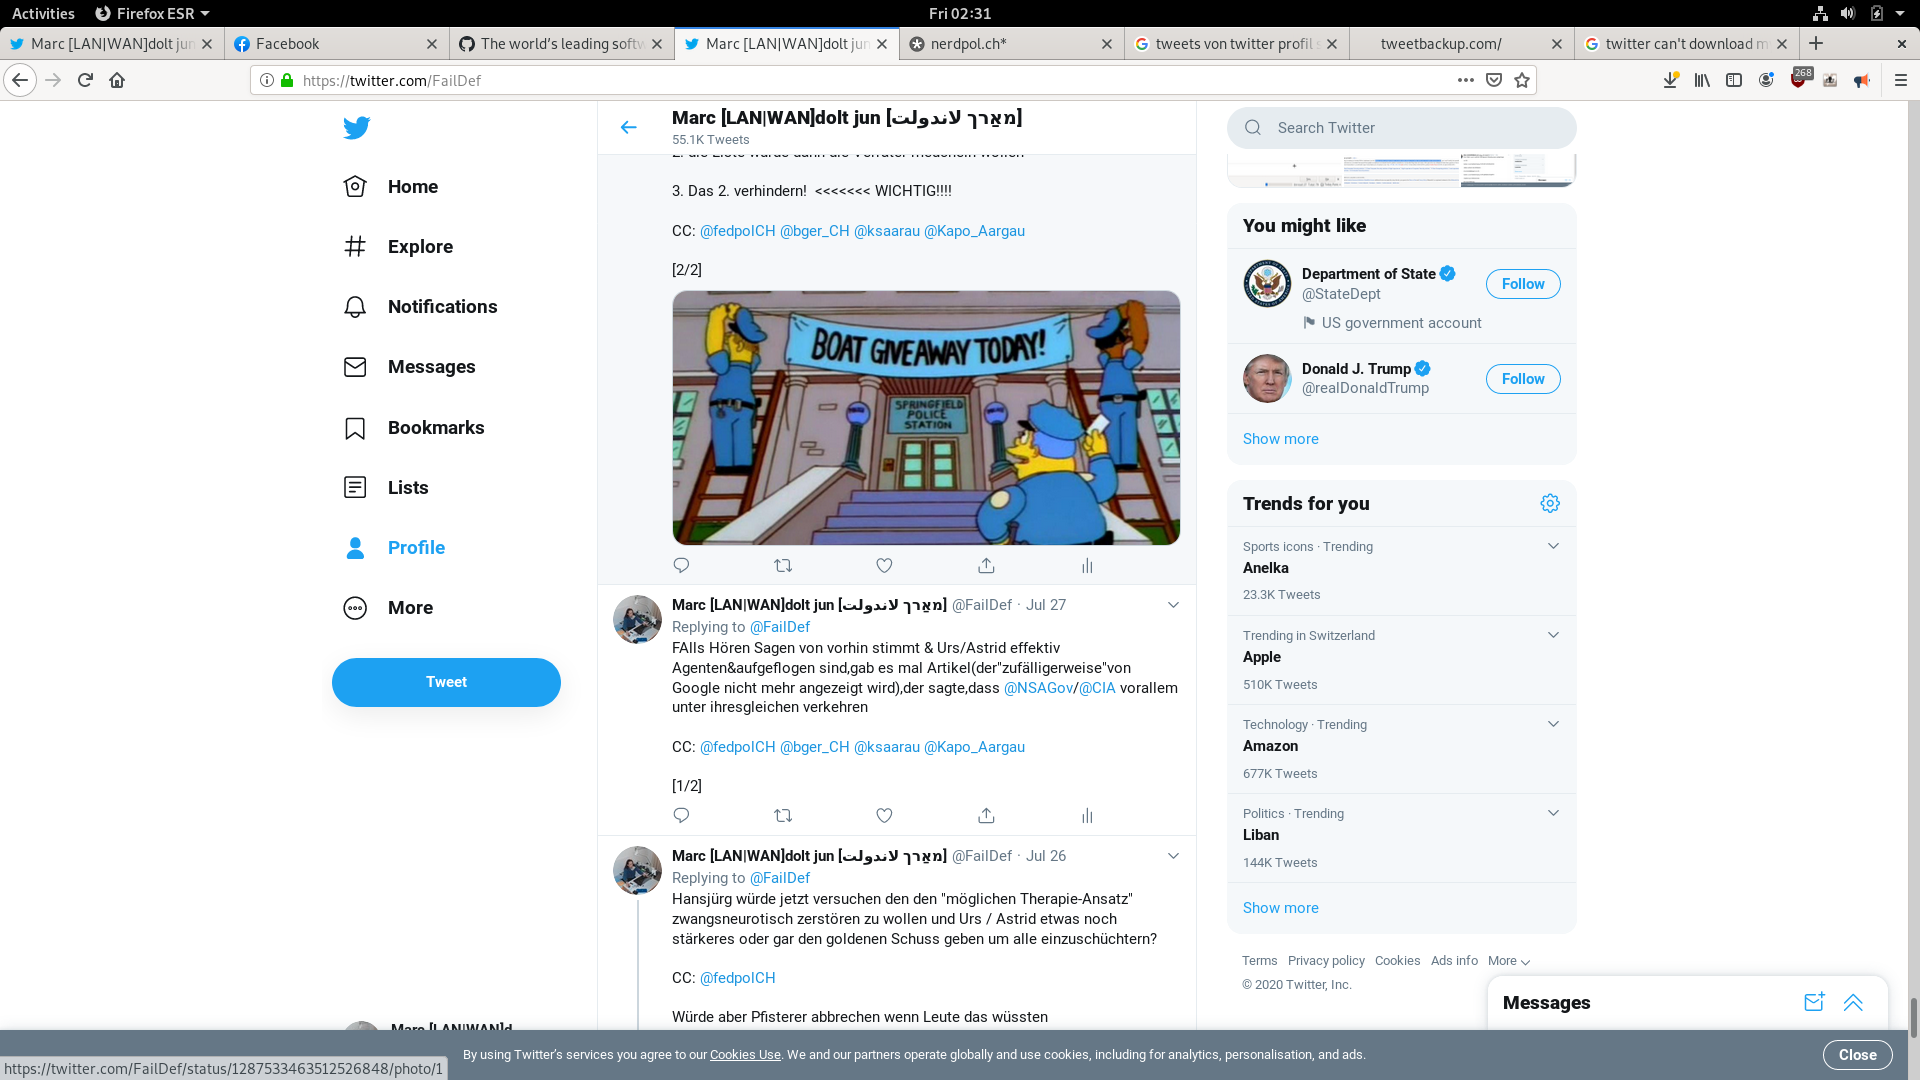 Activities
Firefox ESR
Fri 02:31
Marc [LAN|WAN]dolt jun
Facebook
The world's leading softw
Marc [LAN|WAN]dolt jun
nerdpol.ch*
tweets von twitter profil s
tweetbackup.com/
twitter can't download m
https://twitter.com/FailDef
268
Home
Explore
Notifications
Messages
Bookmarks
Lists
Profile
More
Tweet
Marc [LAN|WAN]d
Marc [LAN|WAN]dolt jun [מאַרך לאנדולת]
55.1K Tweets
2. die Liste würde dann die Verräter meucheln wollen
3. Das 2. verhindern!  <<<<<<< WICHTIG!!!!
CC: @fedpolCH @bger_CH @ksaarau @Kapo_Aargau
[2/2]
BOAT GIVEAWAY TODAY!
SPRINGFIELD
POLICE
STATION
Marc [LAN|WAN]dolt jun [מאַרך לאנדולת] @FailDef · Jul 27
Replying to @FailDef
FAlls Hören Sagen von vorhin stimmt & Urs/Astrid effektiv
Agenten&aufgeflogen sind,gab es mal Artikel(der"zufälligerweise"von
Google nicht mehr angezeigt wird),der sagte,dass @NSAGov/@CIA vorallem
unter ihresgleichen verkehren
CC: @fedpolCH @bger_CH @ksaarau @Kapo_Aargau
[1/2]
Marc [LAN|WAN]dolt jun [מאַרך לאנדולת] @FailDef · Jul 26
Replying to @FailDef
Hansjürg würde jetzt versuchen den den "möglichen Therapie-Ansatz"
zwangsneurotisch zerstören zu wollen und Urs / Astrid etwas noch
stärkeres oder gar den goldenen Schuss geben um alle einzuschüchtern?
CC: @fedpolCH
Würde aber Pfisterer abbrechen wenn Leute das wüssten
Search Twitter
You might like
Department of State
@StateDept
Follow
US government account
Donald J. Trump
@realDonaldTrump
Follow
Show more
Trends for you
Sports icons · Trending
Anelka
23.3K Tweets
Trending in Switzerland
Apple
510K Tweets
Technology · Trending
Amazon
677K Tweets
Politics · Trending
Liban
144K Tweets
Show more
Terms Privacy policy Cookies Ads info More
© 2020 Twitter, Inc.
Messages
By using Twitter's services you agree to our Cookies Use. We and our partners operate globally and use cookies, including for analytics, personalisation, and ads.
Close
https://twitter.com/FailDef/status/1287533463512526848/photo/1